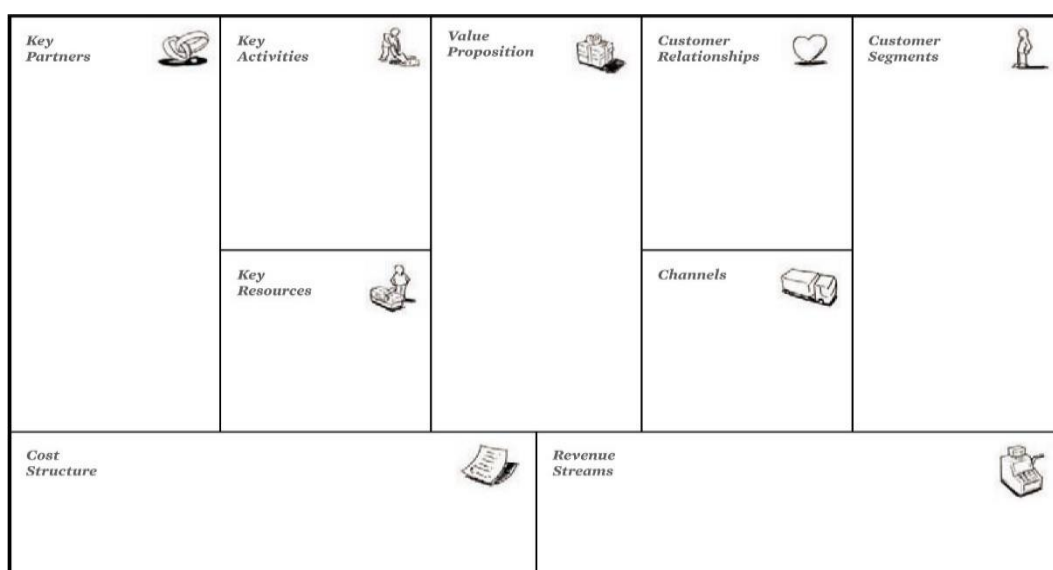 Key
Partners
Key
Activities
Value
Proposition
Customer
Relationships
Customer
Segments
Key
Resources
Channels
Cost
Structure
Revenue
Streams